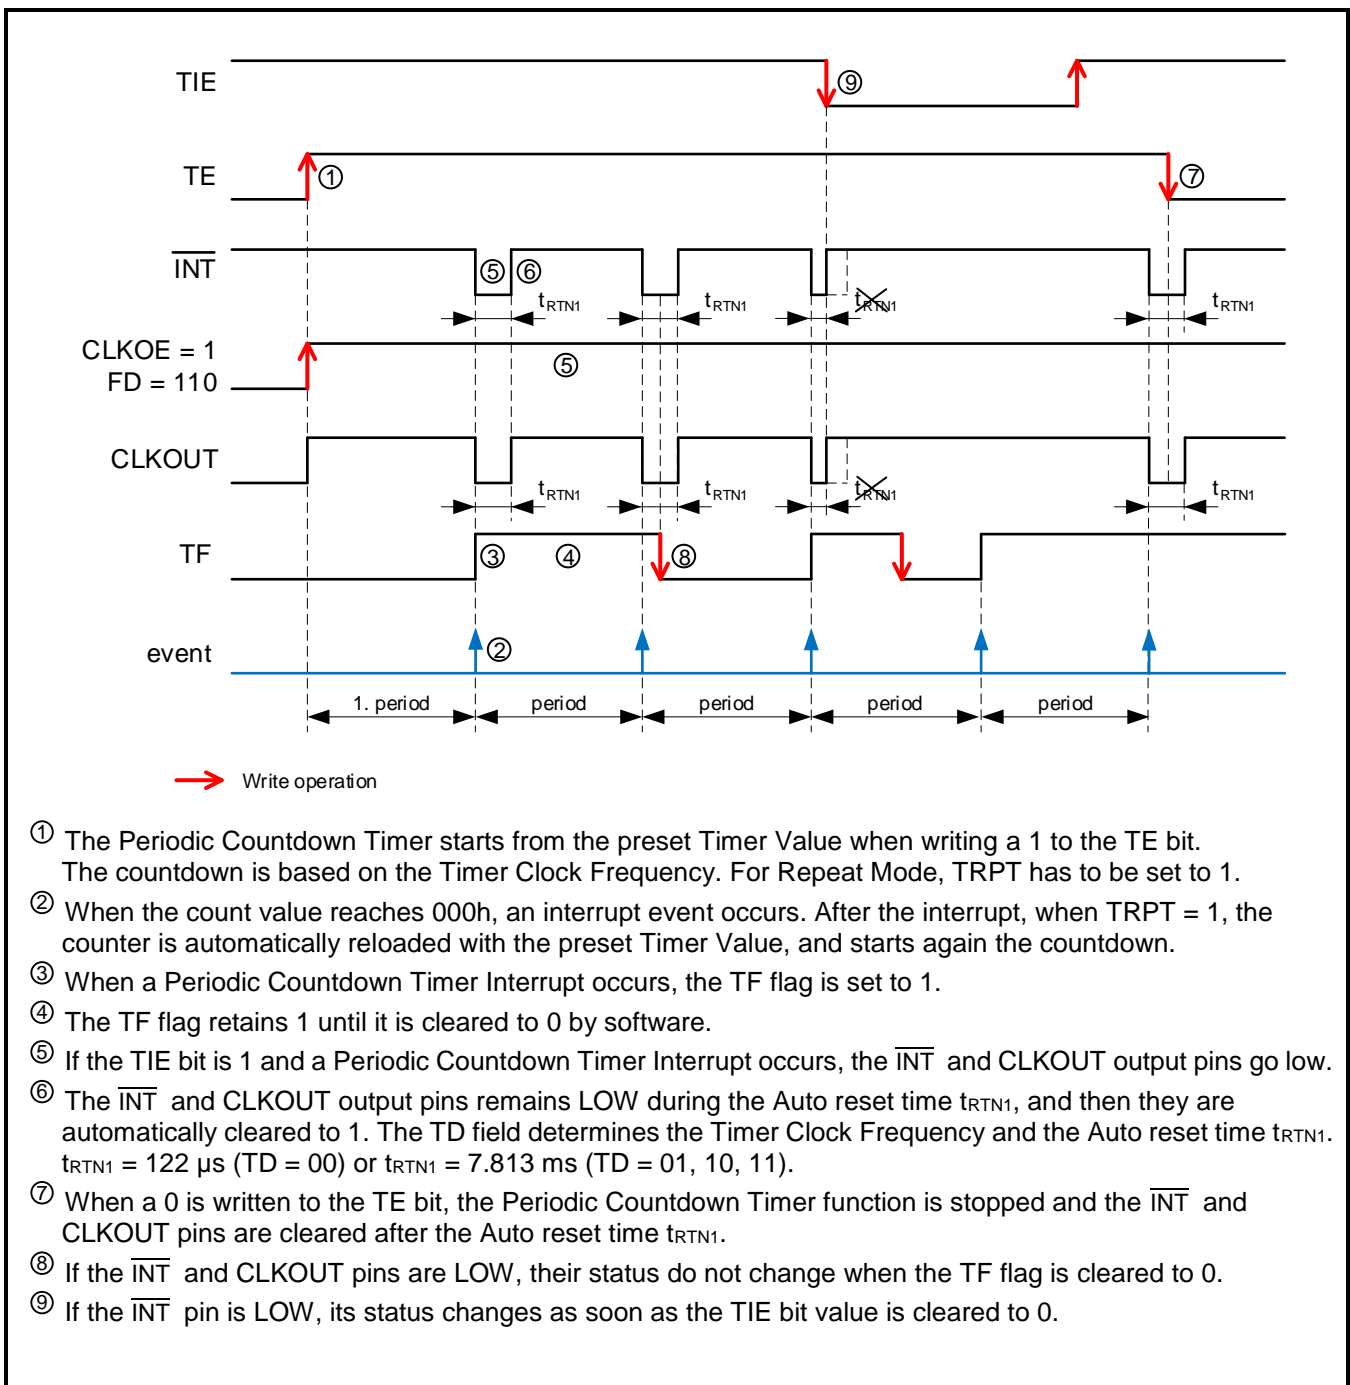 TIE
⑨
TE
①
⑦
INT
⑤ ⑥
tRTN1 tRTN1 tRTN1 tRTN1
CLKOE = 1
FD = 110
⑤
CLKOUT
tRTN1 tRTN1 tRTN1 tRTN1
TF
③ ④ ⑧
event
②
1. period period period period period
Write operation
① The Periodic Countdown Timer starts from the preset Timer Value when writing a 1 to the TE bit.
The countdown is based on the Timer Clock Frequency. For Repeat Mode, TRPT has to be set to 1.
② When the count value reaches 000h, an interrupt event occurs. After the interrupt, when TRPT = 1, the
counter is automatically reloaded with the preset Timer Value, and starts again the countdown.
③ When a Periodic Countdown Timer Interrupt occurs, the TF flag is set to 1.
④ The TF flag retains 1 until it is cleared to 0 by software.
⑤ If the TIE bit is 1 and a Periodic Countdown Timer Interrupt occurs, the INT and CLKOUT output pins go low.
⑥ The INT and CLKOUT output pins remains LOW during the Auto reset time tRTN1, and then they are
automatically cleared to 1. The TD field determines the Timer Clock Frequency and the Auto reset time tRTN1.
tRTN1 = 122 µs (TD = 00) or tRTN1 = 7.813 ms (TD = 01, 10, 11).
⑦ When a 0 is written to the TE bit, the Periodic Countdown Timer function is stopped and the INT and
CLKOUT pins are cleared after the Auto reset time tRTN1.
⑧ If the INT and CLKOUT pins are LOW, their status do not change when the TF flag is cleared to 0.
⑨ If the INT pin is LOW, its status changes as soon as the TIE bit value is cleared to 0.